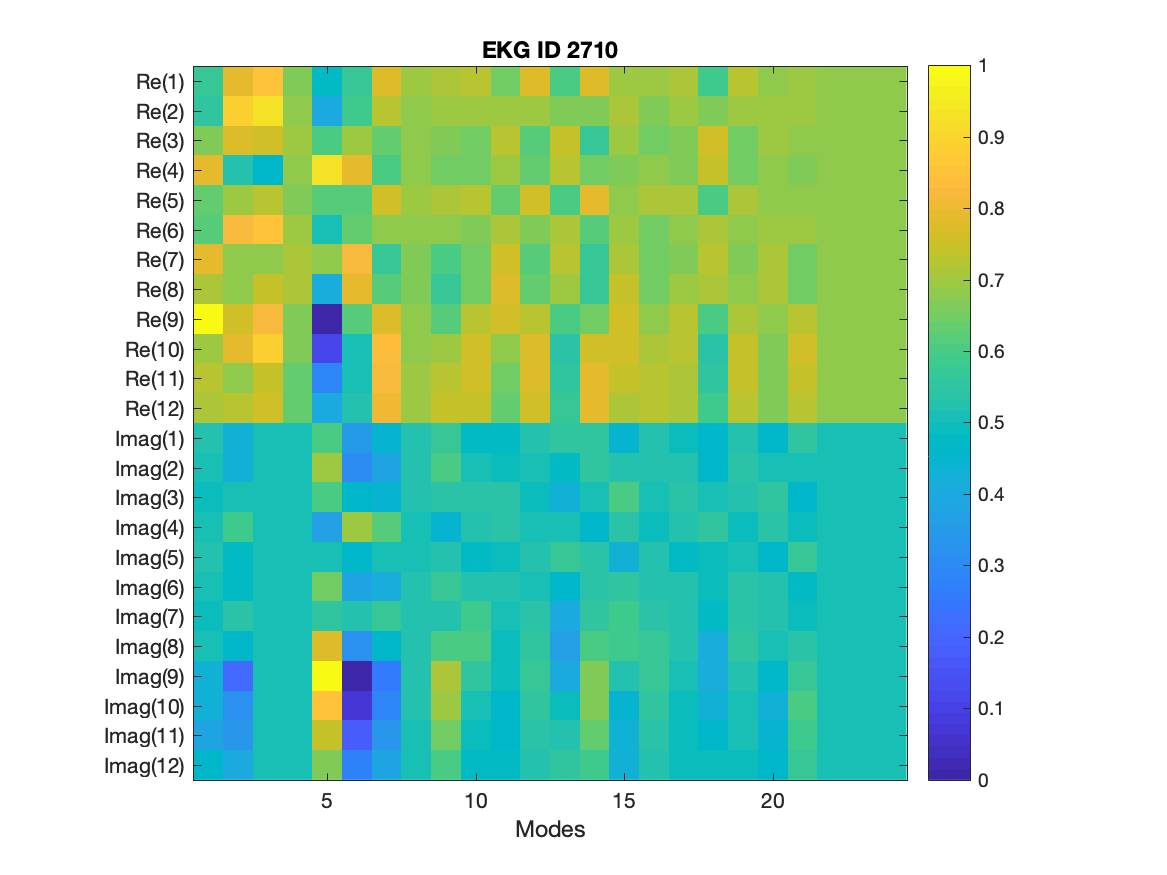 EKG ID 2710
Re(1)
Re(2)
Re(3)
Re(4)
Re(5)
Re(6)
Re(7)
Re(8)
Re(9)
Re(10)
Re(11)
Re(12)
Imag(1)
Imag(2)
Imag(3)
Imag(4)
Imag(5)
Imag(6)
Imag(7)
Imag(8)
Imag(9)
Imag(10)
Imag(11)
Imag(12)
5 10 15 20
Modes
1
0.9
0.8
0.7
0.6
0.5
0.4
0.3
0.2
0.1
0